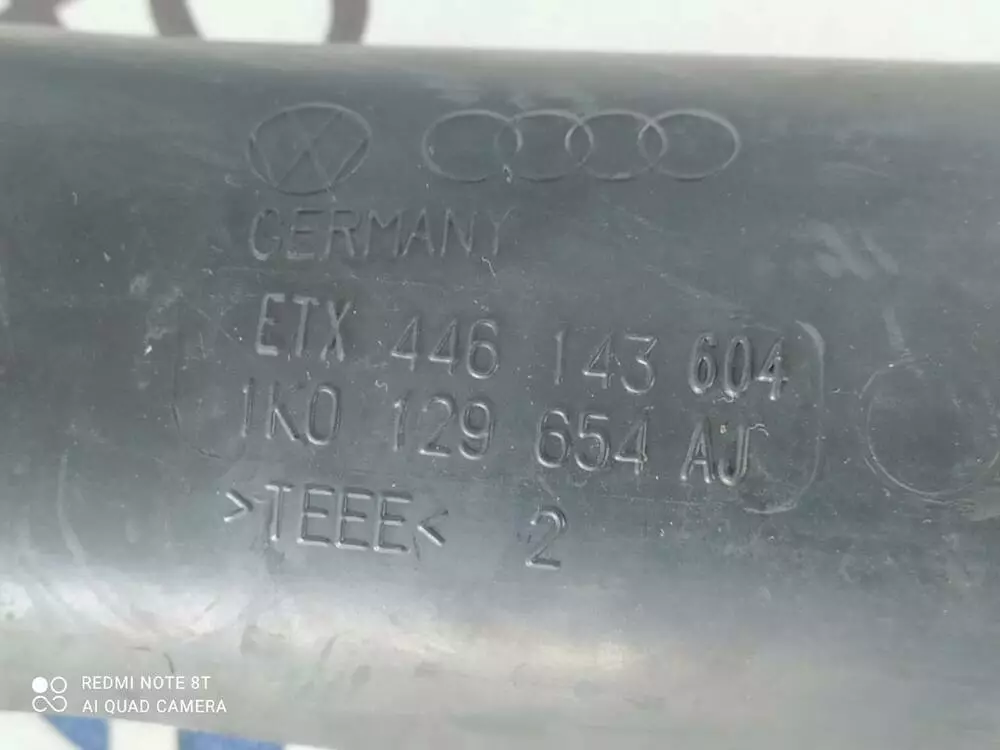 GERMANY
ETX 446 143 604
1K0 129 654 AJ
>TEEE< 2
REDMI NOTE 8T
AI QUAD CAMERA